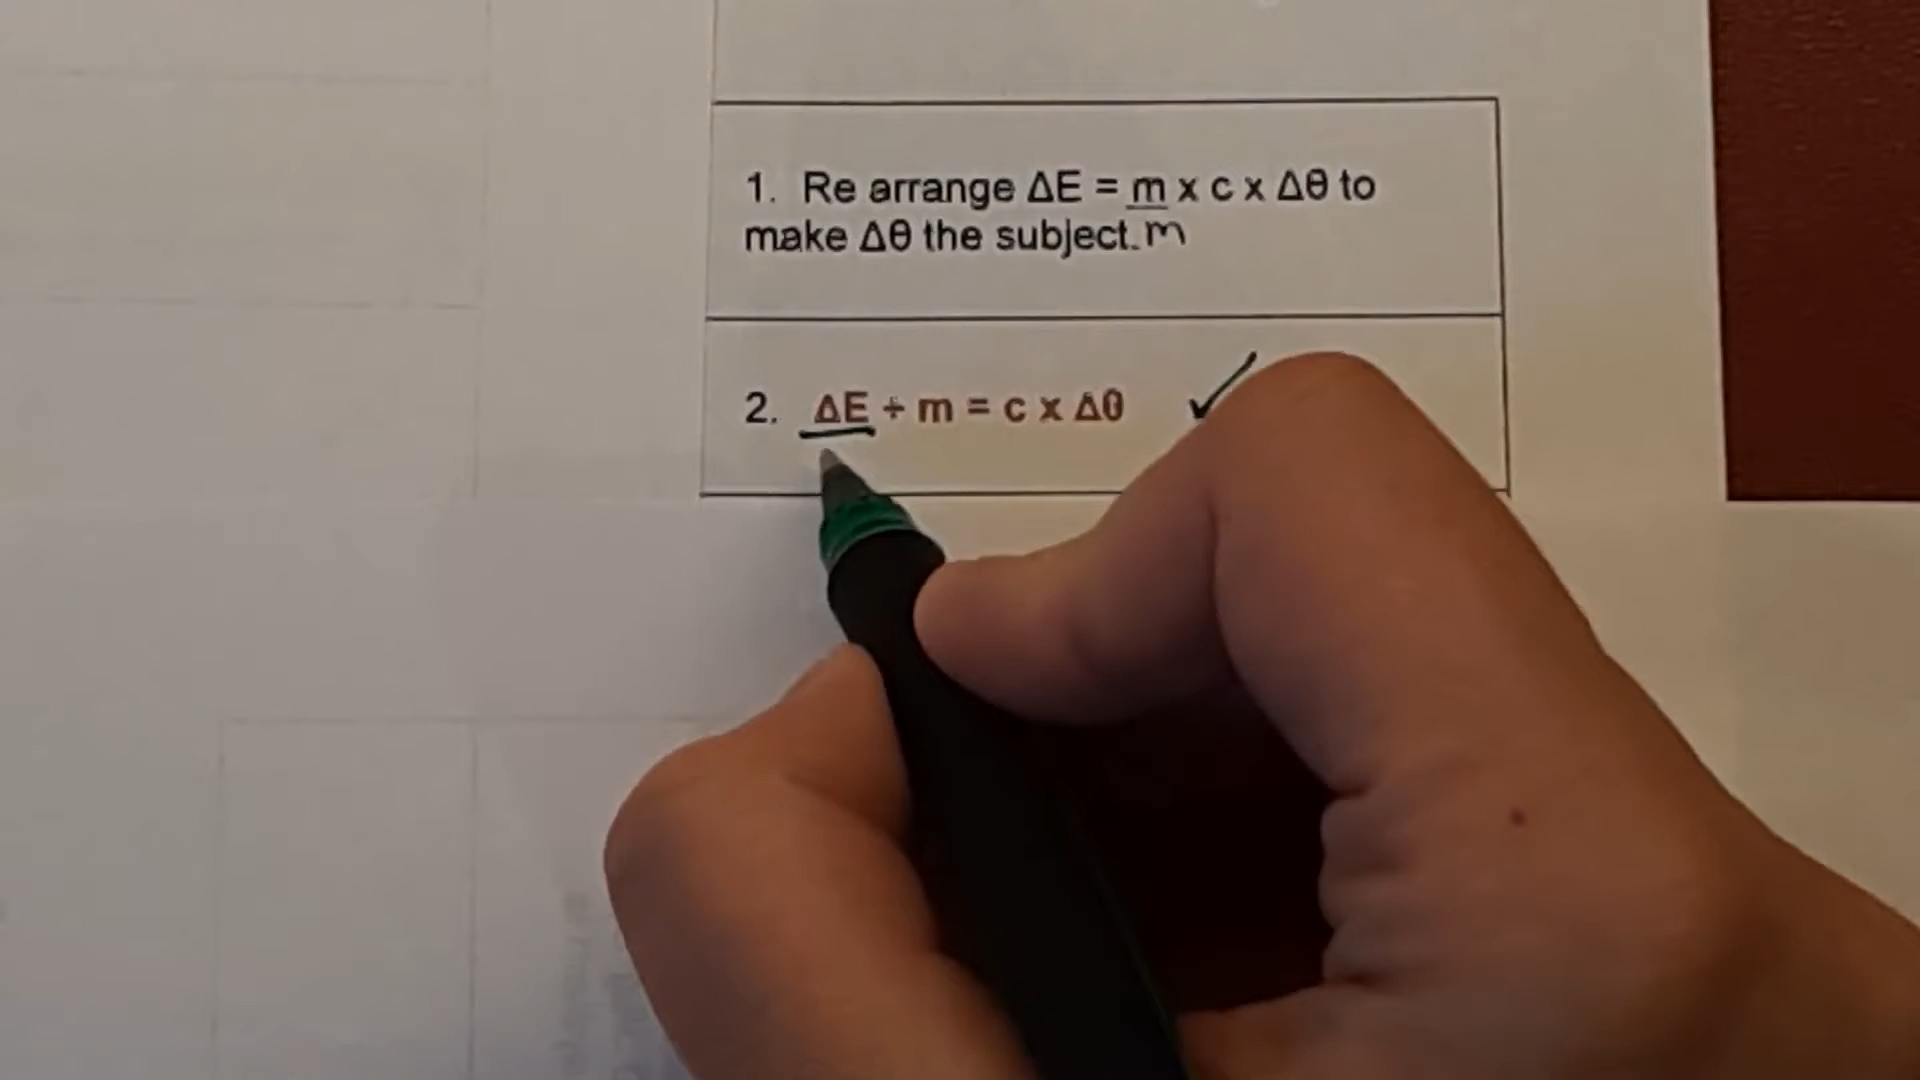 1. Re arrange ΔE = m x c x Δθ to
make Δθ the subject. m
2. ΔE ÷ m = c x Δθ